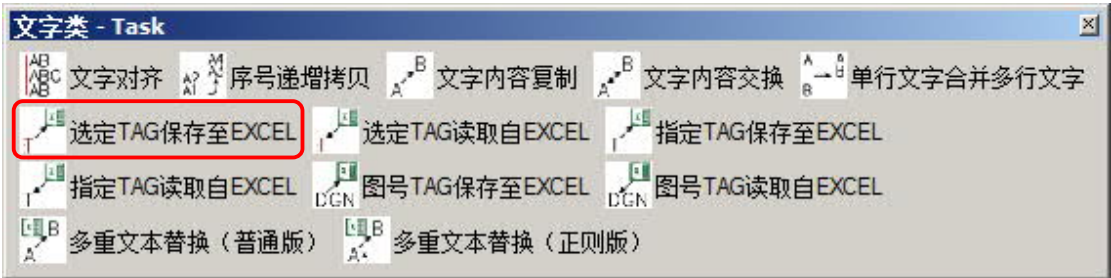 文字类 - Task
文字对齐 序号递增拷贝 文字内容复制 文字内容交换 单行文字合并多行文字
选定TAG保存至EXCEL 选定TAG读取自EXCEL 指定TAG保存至EXCEL
指定TAG读取自EXCEL 图号TAG保存至EXCEL 图号TAG读取自EXCEL
多重文本替换（普通版） 多重文本替换（正则版）